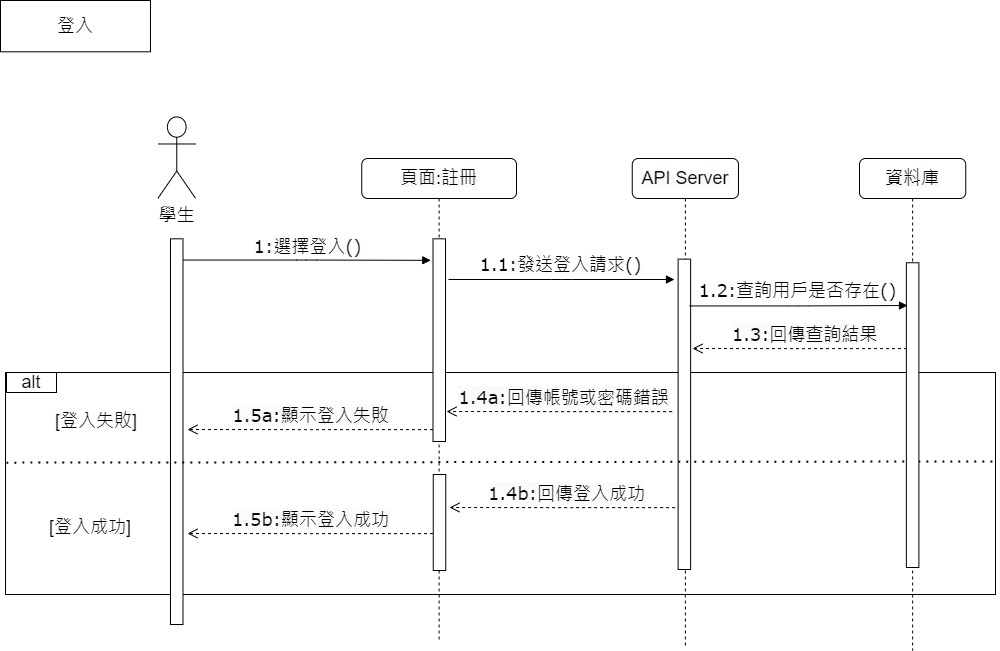 登入
學生
頁面:註冊
API Server
資料庫
1:選擇登入()
1.1:發送登入請求()
1.2:查詢用戶是否存在()
1.3:回傳查詢結果
alt
[登入失敗]
1.4a:回傳帳號或密碼錯誤
1.5a:顯示登入失敗
[登入成功]
1.4b:回傳登入成功
1.5b:顯示登入成功